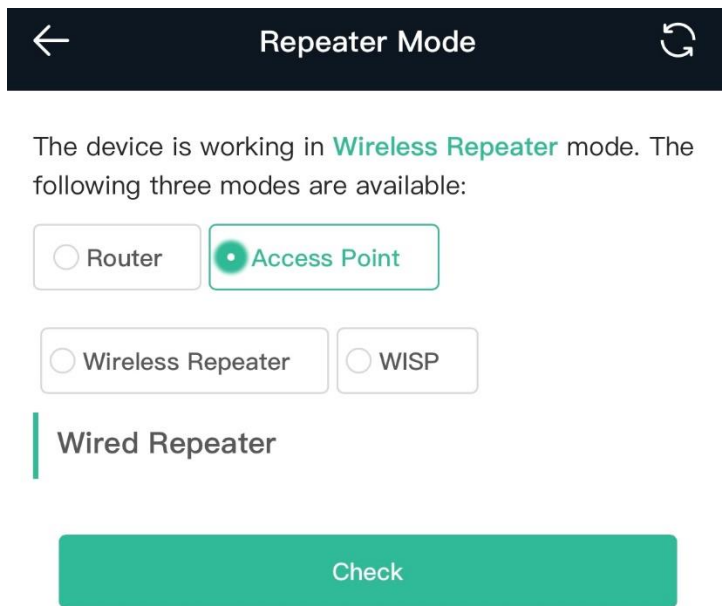 Repeater Mode
The device is working in Wireless Repeater mode. The
following three modes are available:
Router Access Point
Wireless Repeater WISP
Wired Repeater
Check